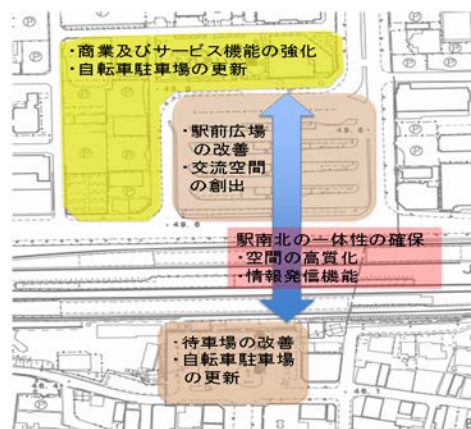 ・商業及びサービス機能の強化
・自転車駐車場の更新
・駅前広場
の改善
・交流空間
の創出
駅南北の一体性の確保
・空間の高質化
・情報発信機能
・待車場の改善
・自転車駐車場
の更新